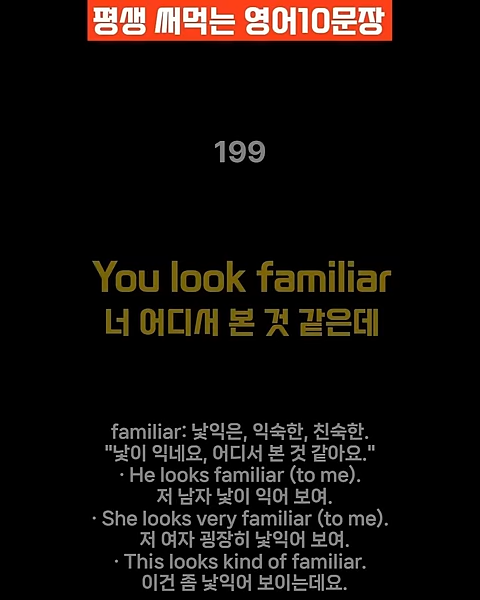 평생 써먹는 영어10문장
199
You look familiar
너 어디서 본 것 같은데
familiar: 낯익은, 익숙한, 친숙한.
"낯이 익네요, 어디서 본 것 같아요."
· He looks familiar (to me).
저 남자 낯이 익어 보여.
· She looks very familiar (to me).
저 여자 굉장히 낯익어 보여.
· This looks kind of familiar.
이건 좀 낯익어 보이는데요.